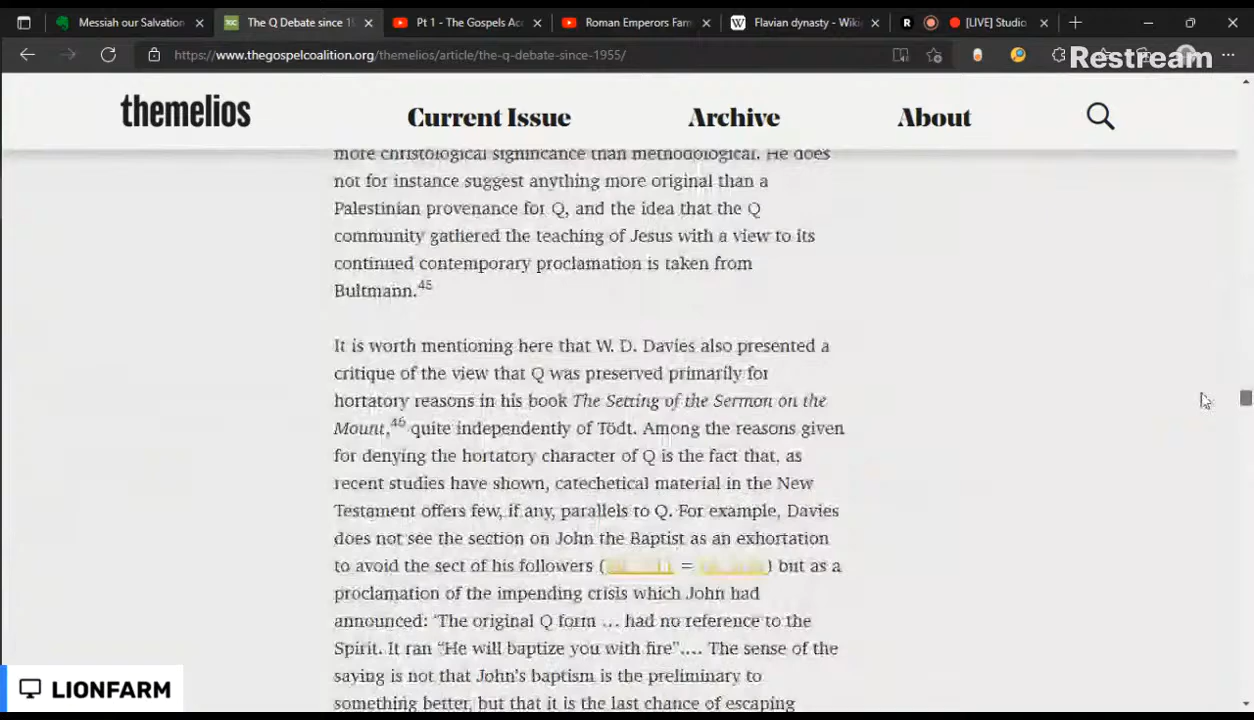 Messiah our Salvation
The Q Debate since 19
Pt 1 - The Gospels Ac
Roman Emperors Fam
Flavian dynasty - Wiki
[LIVE] Studio
https://www.thegospelcoalition.org/themelios/article/the-q-debate-since-1955/
Restream
themelios
Current Issue
Archive
About
more christological significance than methodological. He does
not for instance suggest anything more original than a
Palestinian provenance for Q, and the idea that the Q
community gathered the teaching of Jesus with a view to its
continued contemporary proclamation is taken from
Bultmann.45
It is worth mentioning here that W. D. Davies also presented a
critique of the view that Q was preserved primarily for
hortatory reasons in his book The Setting of the Sermon on the
Mount,46 quite independently of Tödt. Among the reasons given
for denying the hortatory character of Q is the fact that, as
recent studies have shown, catechetical material in the New
Testament offers few, if any, parallels to Q. For example, Davies
does not see the section on John the Baptist as an exhortation
to avoid the sect of his followers ( = ) but as a
proclamation of the impending crisis which John had
announced: 'The original Q form … had no reference to the
Spirit. It ran "He will baptize you with fire"…. The sense of the
saying is not that John's baptism is the preliminary to
something better, but that it is the last chance of escaping
LIONFARM